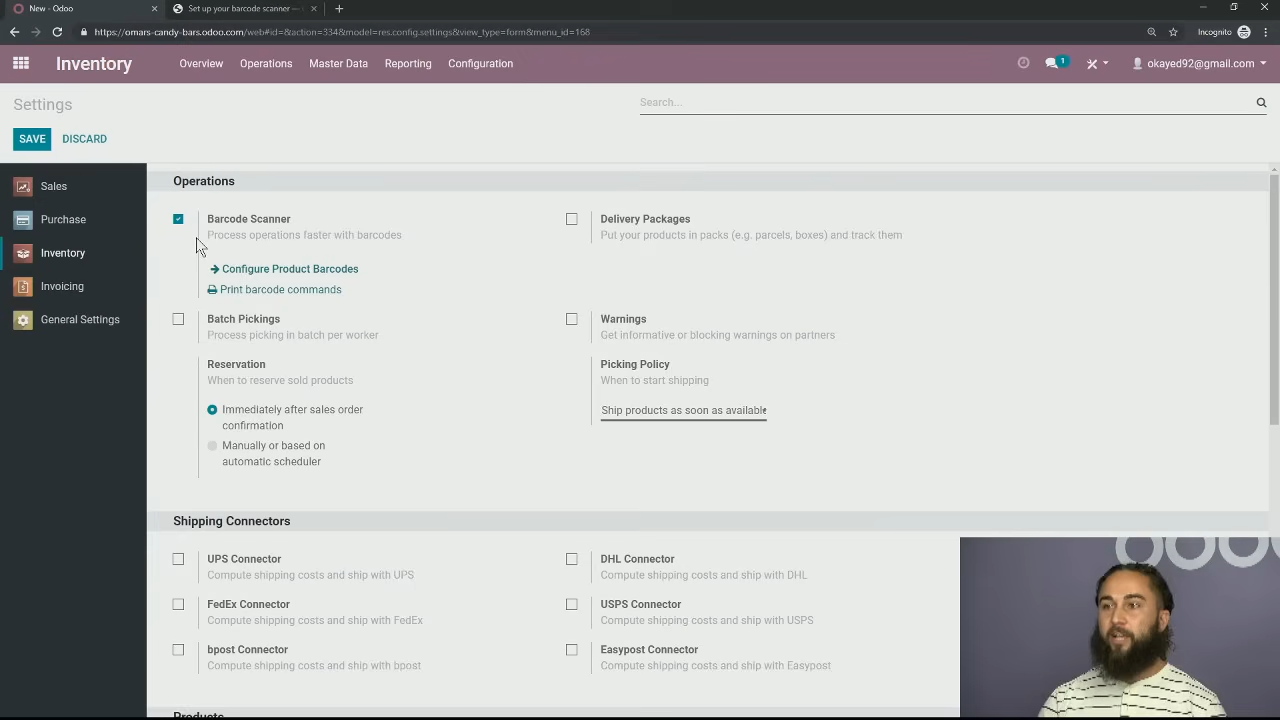 New - Odoo
Set up your barcode scanner —
Incognito
https://omars-candy-bars.odoo.com/web#id=&action=334&model=res.config.settings&view_type=form&menu_id=168
Inventory
Overview
Operations
Master Data
Reporting
Configuration
1
okayed92@gmail.com
Settings
Search...
SAVE
DISCARD
Sales
Purchase
Inventory
Invoicing
General Settings
Operations
Barcode Scanner
Process operations faster with barcodes
Configure Product Barcodes
Print barcode commands
Delivery Packages
Put your products in packs (e.g. parcels, boxes) and track them
Batch Pickings
Process picking in batch per worker
Warnings
Get informative or blocking warnings on partners
Reservation
When to reserve sold products
Immediately after sales order
confirmation
Manually or based on
automatic scheduler
Picking Policy
When to start shipping
Ship products as soon as available
Shipping Connectors
UPS Connector
Compute shipping costs and ship with UPS
DHL Connector
Compute shipping costs and ship with DHL
FedEx Connector
Compute shipping costs and ship with FedEx
USPS Connector
Compute shipping costs and ship with USPS
bpost Connector
Compute shipping costs and ship with bpost
Easypost Connector
Compute shipping costs and ship with Easypost
Products